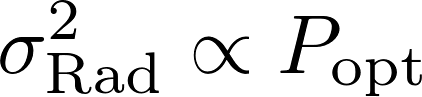 σ²_Rad ∝ P_opt